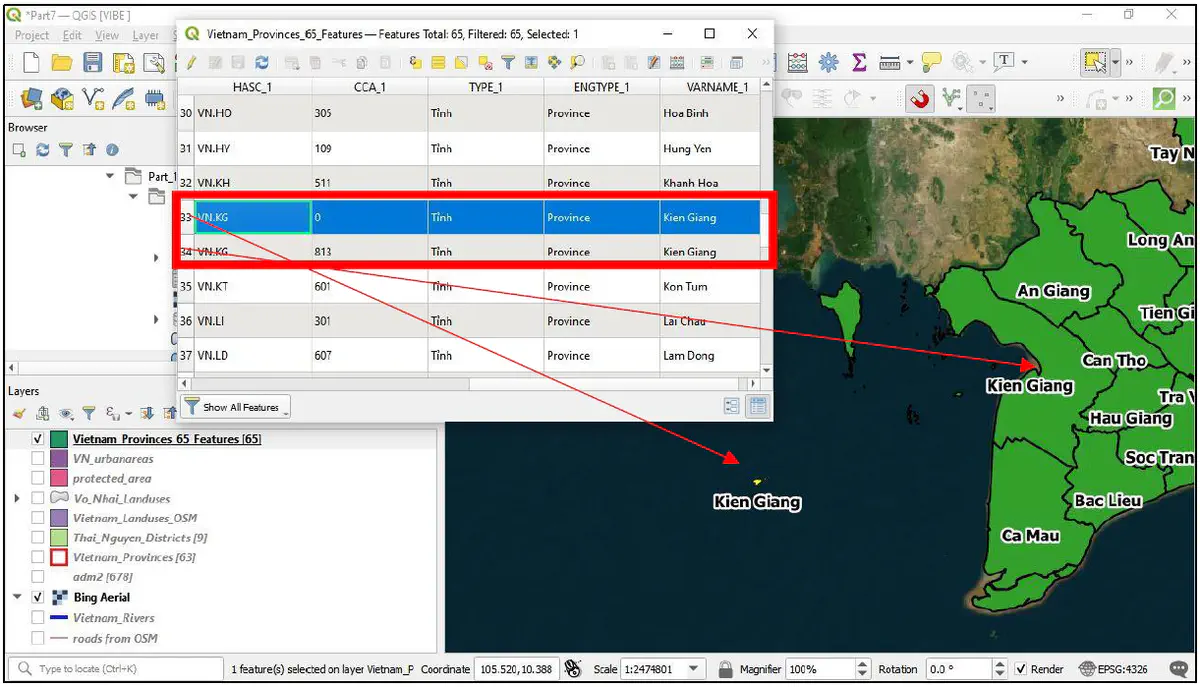 *Part7 — QGIS [VIBE]
Project Edit View Layer
Vietnam_Provinces_65_Features — Features Total: 65, Filtered: 65, Selected: 1
HASC_1 CCA_1 TYPE_1 ENGTYPE_1 VARNAME_1
30 VN.HO 305 Tỉnh Province Hoa Binh
31 VN.HY 109 Tỉnh Province Hung Yen
32 VN.KH 511 Tỉnh Province Khanh Hoa
33 VN.KG 0 Tỉnh Province Kien Giang
34 VN.KG 813 Tỉnh Province Kien Giang
35 VN.KT 601 Tỉnh Province Kon Tum
36 VN.LI 301 Tỉnh Province Lai Chau
37 VN.LD 607 Tỉnh Province Lam Dong
Show All Features
Browser
Part_1
Layers
Vietnam_Provinces_65_Features [65]
VN_urbanareas
protected_area
Vo_Nhai_Landuses
Vietnam_Landuses_OSM
Thai_Nguyen_Districts [9]
Vietnam_Provinces [63]
adm2 [678]
Bing Aerial
Vietnam_Rivers
roads from OSM
Tay N
Long An
An Giang
Tien Gi
Can Tho
Kien Giang
Tra V
Hau Giang
Soc Tran
Kien Giang
Bac Lieu
Ca Mau
Type to locate (Ctrl+K) 1 feature(s) selected on layer Vietnam_P Coordinate 105.520,10.388 Scale 1:2474801 Magnifier 100% Rotation 0.0 ° Render EPSG:4326